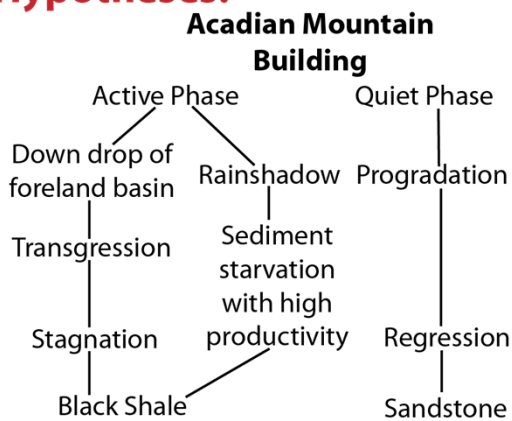 Hypotheses:
Acadian Mountain
Building
Active Phase
Quiet Phase
Down drop of
foreland basin
Rainshadow
Progradation
Transgression
Sediment
starvation
with high
productivity
Stagnation
Regression
Black Shale
Sandstone